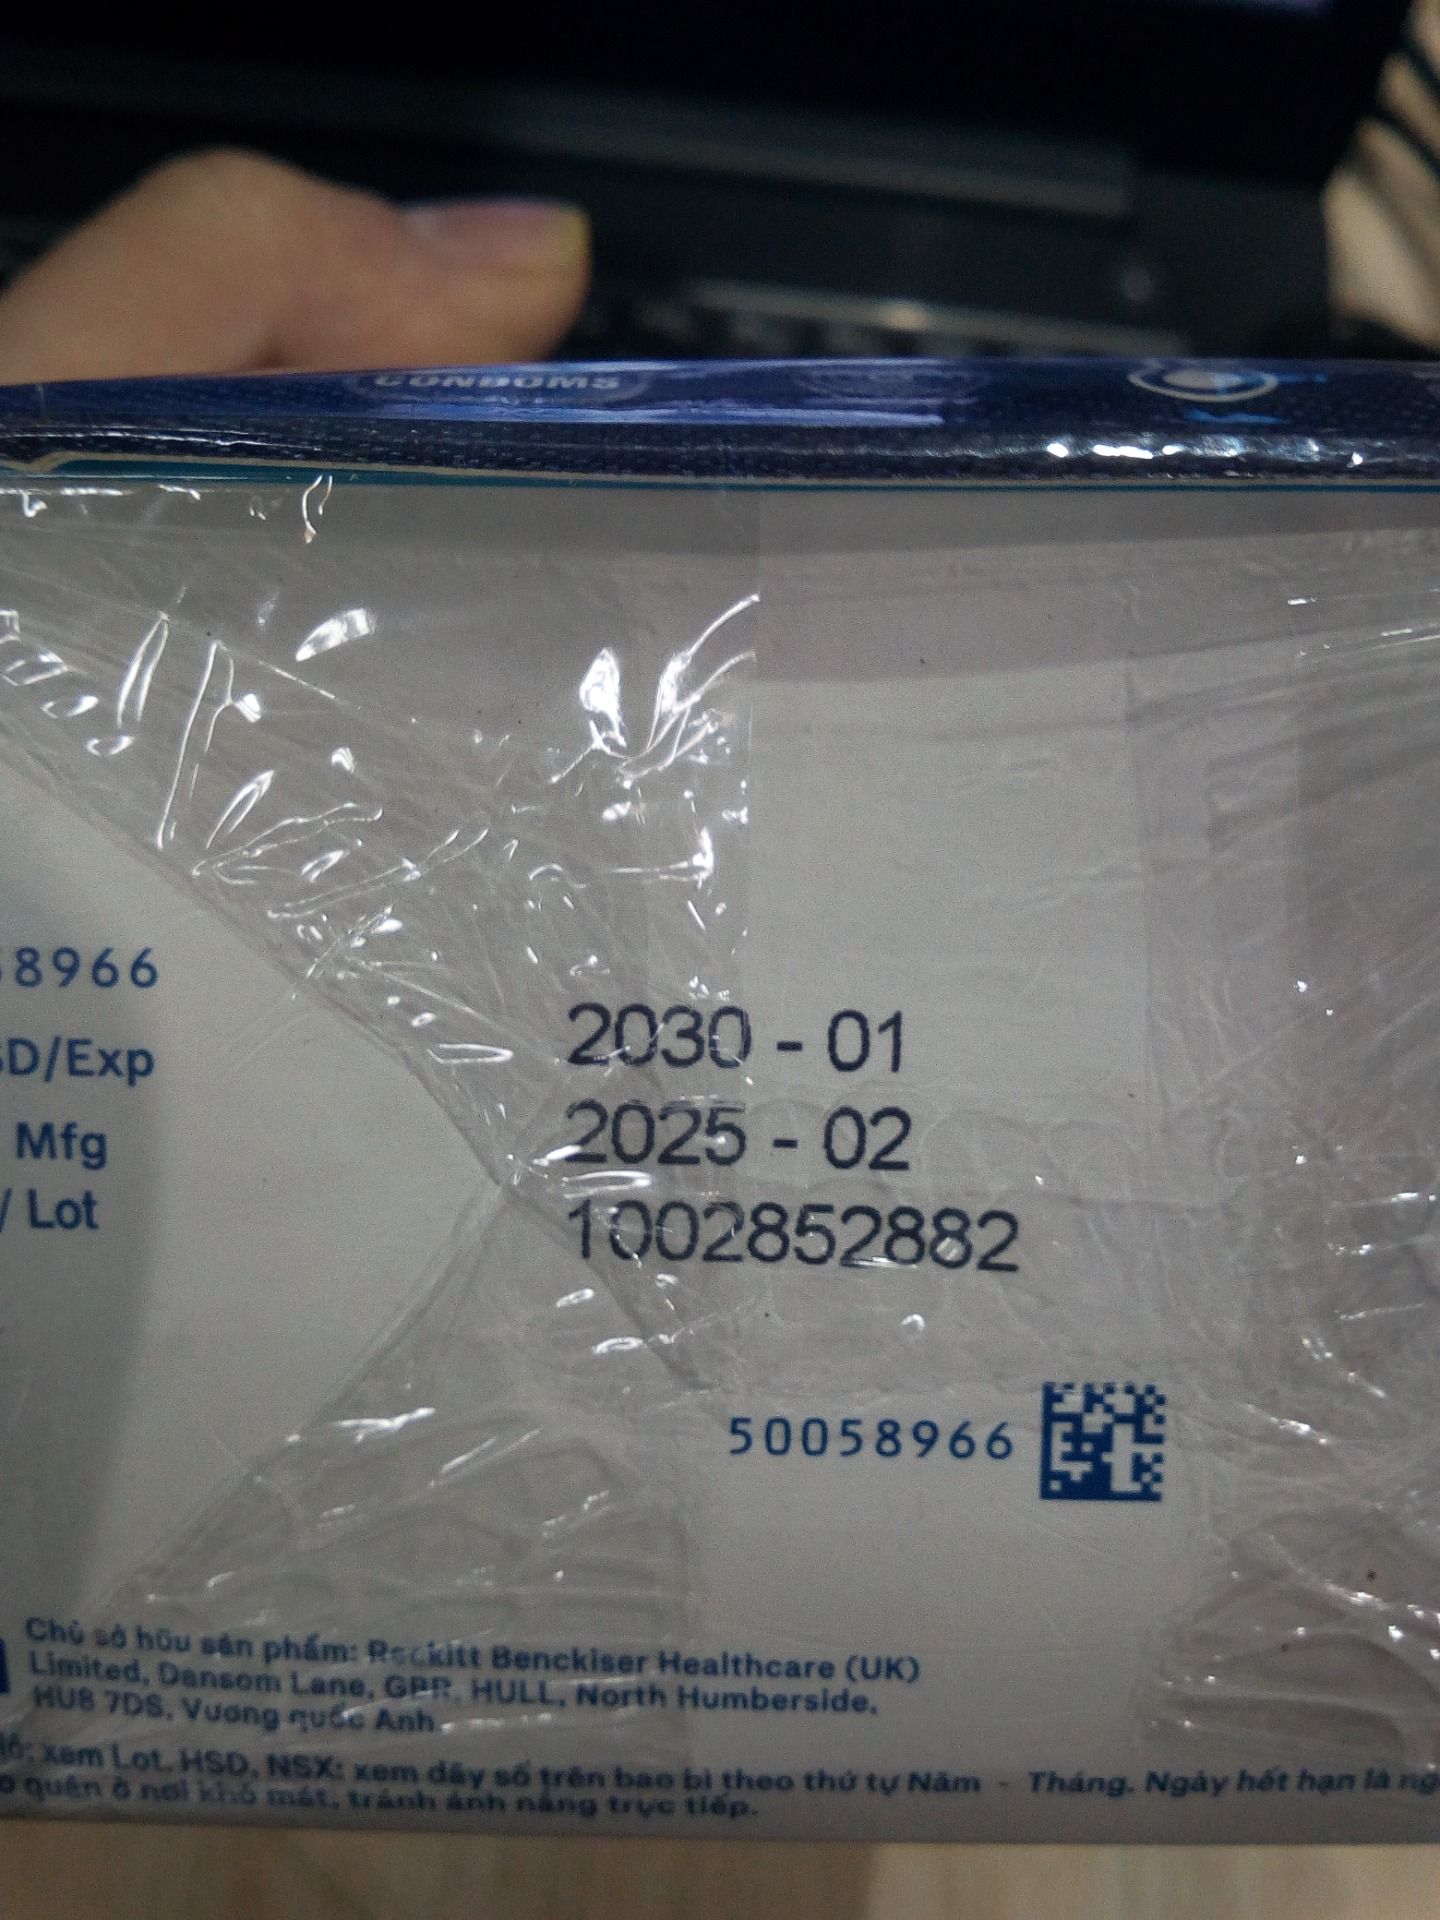 CONDOMS
8966
SD/Exp
2030 - 01
Mfg
2025 - 02
/ Lot
1002852882
50058966
Chủ sở hữu sản phẩm: Reckitt Benckiser Healthcare (UK)
Limited, Dansom Lane, GBR, HULL, North Humberside,
HU8 7DS, Vương quốc Anh.
lô: xem Lot. HSD, NSX: xem dãy số trên bao bì theo thứ tự Năm - Tháng. Ngày hết hạn là ng
quản ở nơi khô mát, tránh ánh nắng trực tiếp.